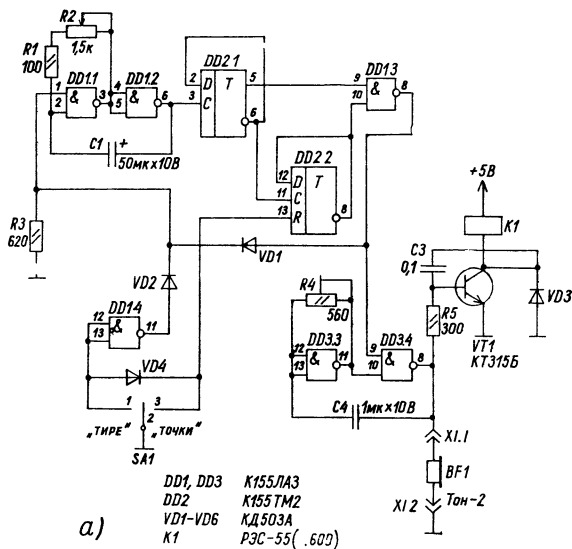 R2
1,5к
R1
100
DD1.1
DD1.2
1
2
&
3
4
5
&
6
C1
+
50мк×10В
DD2 1
2 D T 5
3 C
6
DD1 3
9
10
&
8
DD2 2
12 D T
11 C
13 R
8
R3
620
VD1
VD2
DD1 4
12
13
&
11
VD4
1
3
2
„ТИРЕ"
„ТОЧКИ"
SA1
R4
560
DD3.3
12
13
&
11
DD3.4
9
10
&
8
C4
1мк×10В
+5В
K1
C3
0,1
R5
300
VD3
VT1
КТ315Б
X1.1
BF1
X1 2
Тон-2
DD1, DD3 К155ЛА3
DD2 К155ТМ2
VD1-VD6 КД503А
K1 РЭС-55( .600)
а)